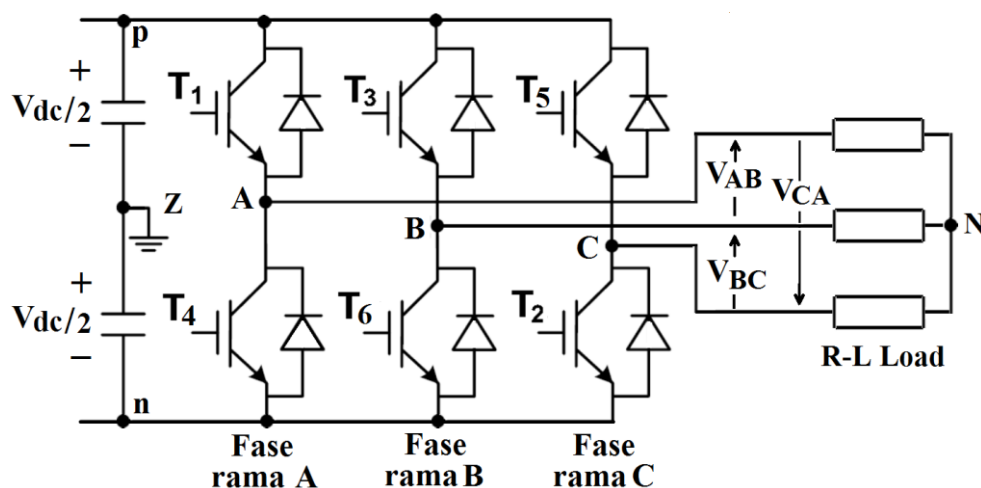 p
+
Vdc/2
−
Z
+
Vdc/2
−
n
T1
T3
T5
A
B
C
T4
T6
T2
VAB
VCA
VBC
N
R-L Load
Fase
rama A
Fase
rama B
Fase
rama C